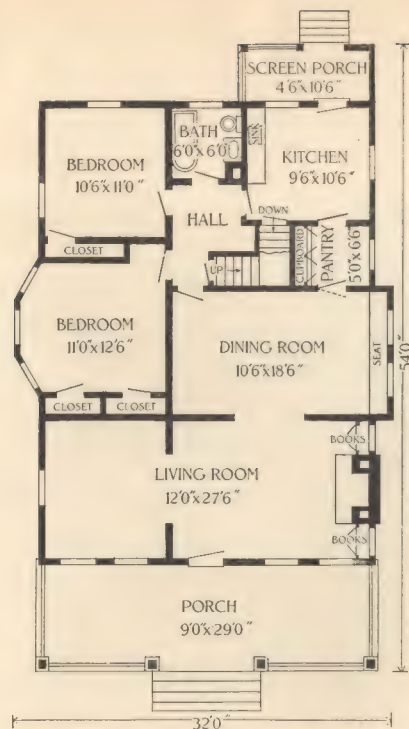 SCREEN PORCH
4'6"x10'6"
BATH
6'0"x6'0"
SINK
KITCHEN
9'6"x10'6"
BEDROOM
10'6"x11'0"
HALL
DOWN
CUPBOARD
PANTRY
5'0"x6'6"
CLOSET
UP
BEDROOM
11'0"x12'6"
DINING ROOM
10'6"x18'6"
SEAT
54'0"
CLOSET
CLOSET
BOOKS
LIVING ROOM
12'0"x27'6"
BOOKS
PORCH
9'0"x29'0"
32'0"